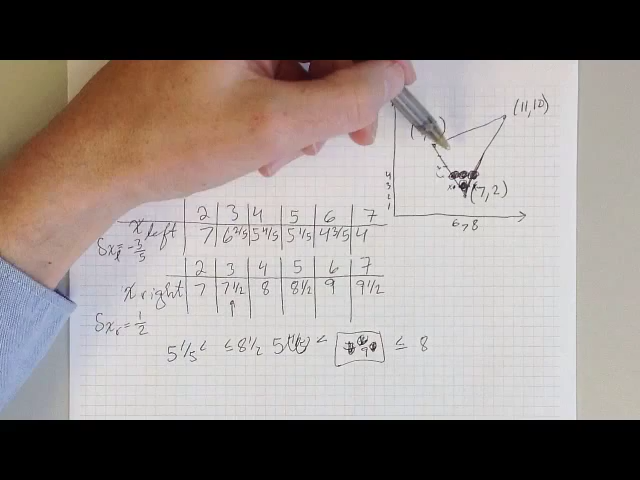 (11,10)
4
3
2
1
(7,2)
6 7 8
2 3 4 5 6 7
x left 7 6 2/5 5 4/5 5 1/5 4 3/5 4
δx_l = -3/5
2 3 4 5 6 7
x right 7 7 1/2 8 8 1/2 9 9 1/2
δx_r = 1/2
5 1/5 ≤ ≤ 8 1/2 < ≤ 8